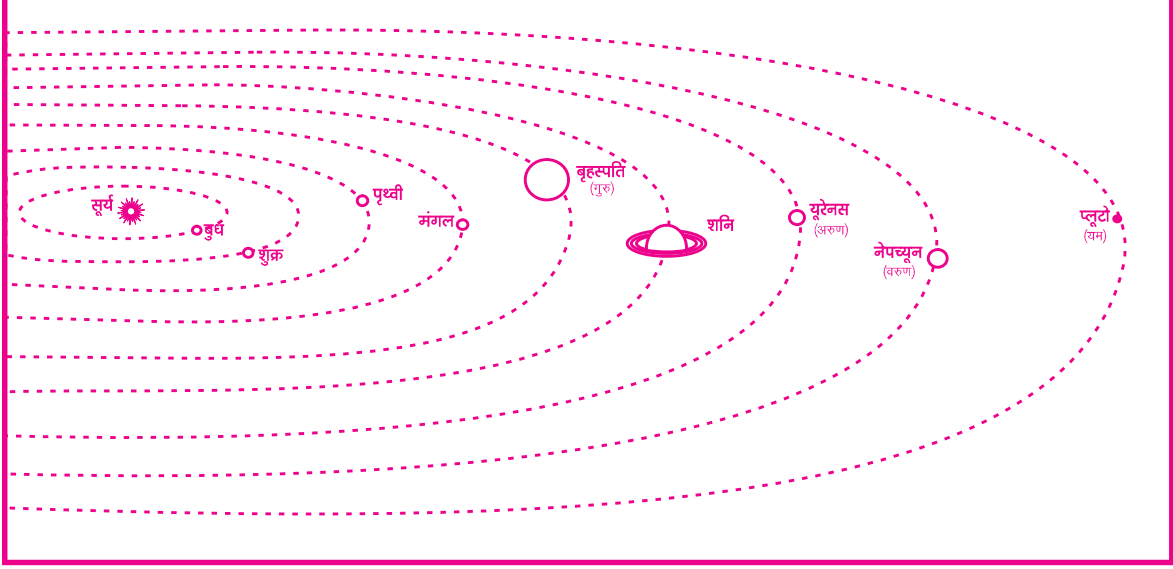 सूर्य
बुध
शुक्र
पृथ्वी
मंगल
बृहस्पति
(गुरु)
शनि
यूरेनस
(अरुण)
नेपच्यून
(वरुण)
प्लूटो
(यम)